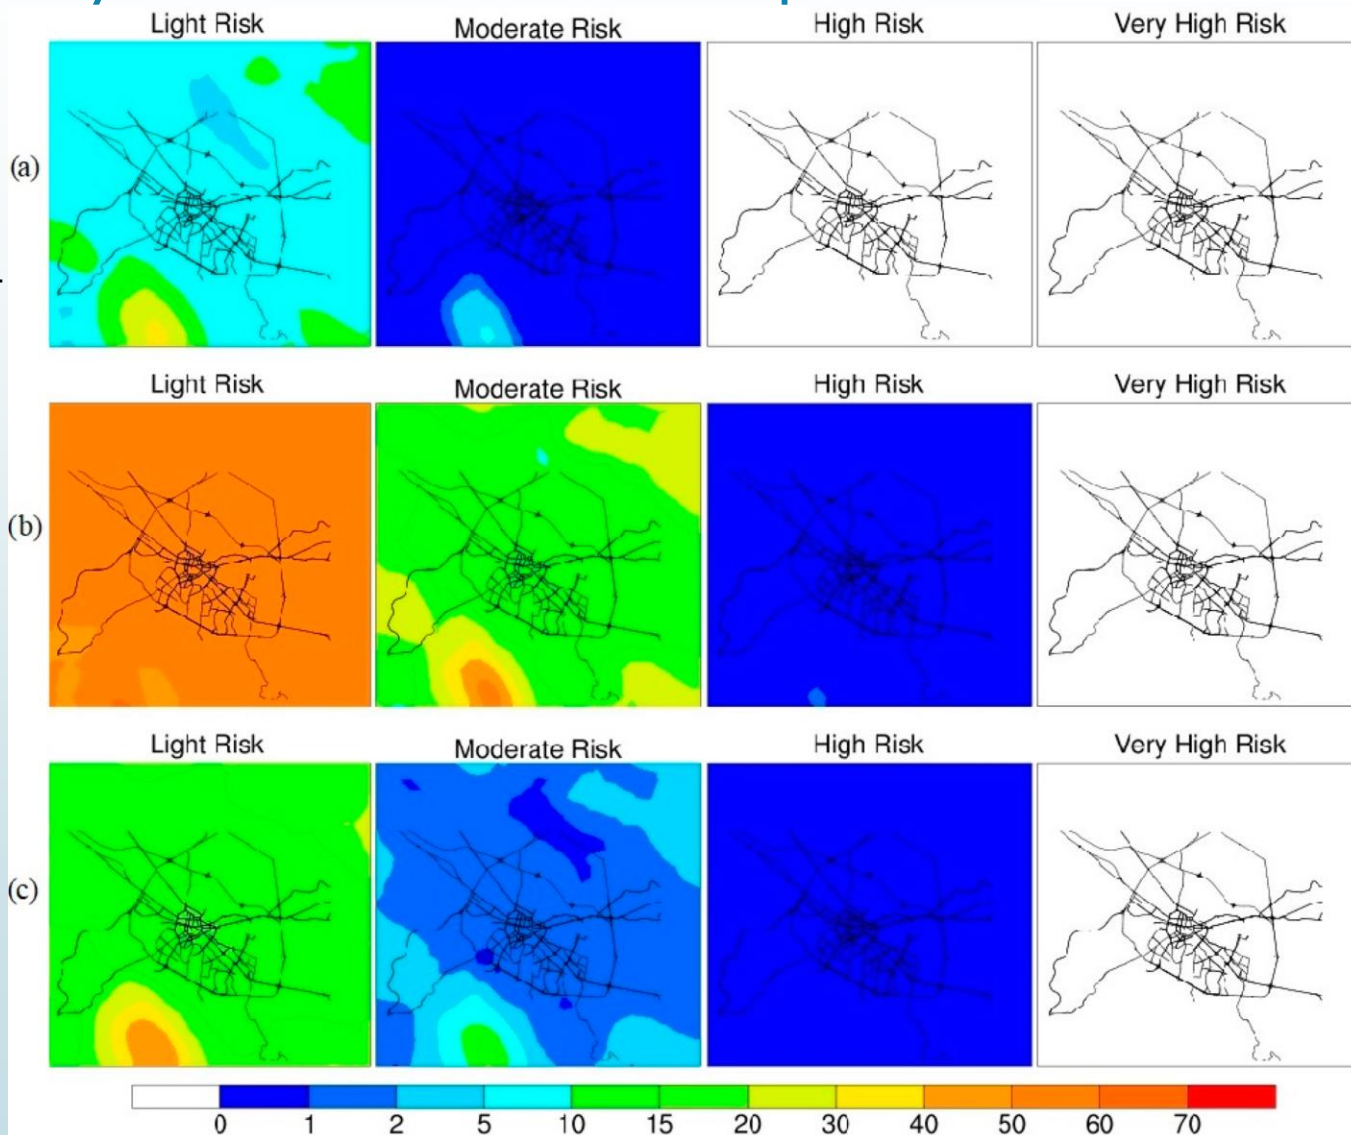 Light Risk Moderate Risk High Risk Very High Risk
(a)
Light Risk Moderate Risk High Risk Very High Risk
(b)
Light Risk Moderate Risk High Risk Very High Risk
(c)
0 1 2 5 10 15 20 30 40 50 60 70